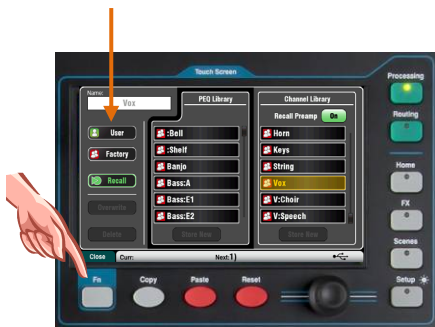 Touch Screen
Processing
Name:
Vox
PEQ Library
Channel Library
Recall Preamp
On
Routing
User
:Bell
Horn
Factory
:Shelf
Keys
Banjo
String
Home
Recall
Bass:A
Vox
Overwrite
Bass:E1
V:Choir
FX
Bass:E2
V:Speech
Delete
Store New
Store New
Scenes
Close
Curr:
Next:1)
Fn
Copy
Paste
Reset
Setup